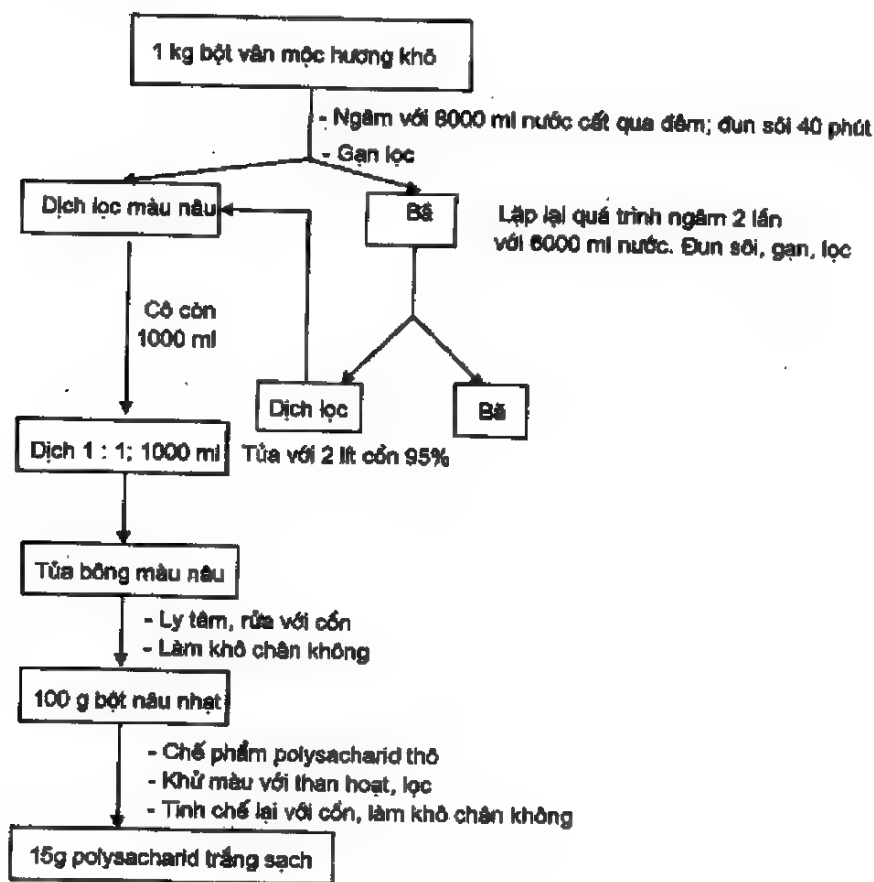 1 kg bột vân mộc hương khô
- Ngâm với 8000 ml nước cất qua đêm; đun sôi 40 phút
- Gạn lọc
Dịch lọc màu nâu
Bã
Lặp lại quá trình ngâm 2 lần
với 6000 ml nước. Đun sôi, gạn, lọc
Cô còn
1000 ml
Dịch lọc
Bã
Dịch 1 : 1; 1000 ml
Tủa với 2 lít cồn 95%
Tủa bông màu nâu
- Ly tâm, rửa với cồn
- Làm khô chân không
100 g bột nâu nhạt
- Chế phẩm polysacharid thô
- Khử màu với than hoạt, lọc
- Tinh chế lại với cồn, làm khô chân không
15g polysacharid trắng sạch